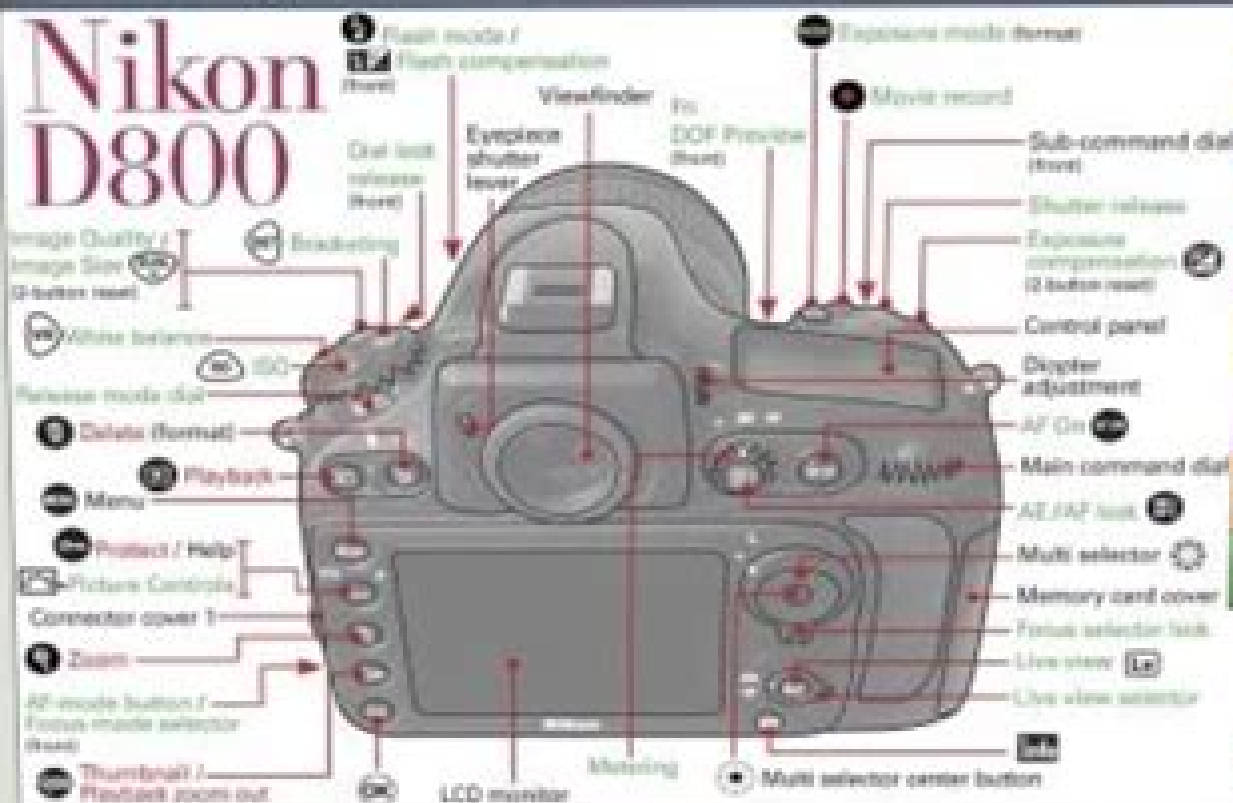 Nikon
D800
Flash mode /
Flash compensation
(front)
Exposure mode (format)
Movie record
Viewfinder
Fn
DOF Preview
(front)
Sub-command dial
(front)
Dial lock
release
(front)
Eyepiece
shutter
lever
Shutter release
Image Quality /
Image Size
(2-button reset)
Bracketing
Exposure
compensation
(2-button reset)
White balance
Control panel
ISO
Diopter
adjustment
Release mode dial
AF On
Delete (format)
Main command dial
Playback
Menu
AE/AF lock
Protect / Help
Multi selector
Picture Controls
Memory card cover
Connector cover 1
Focus selector lock
Zoom
Live view Lv
AF-mode button /
Focus-mode selector
(front)
Live view selector
Info
Thumbnail /
Playback zoom out
OK
LCD monitor
Metering
Multi selector center button